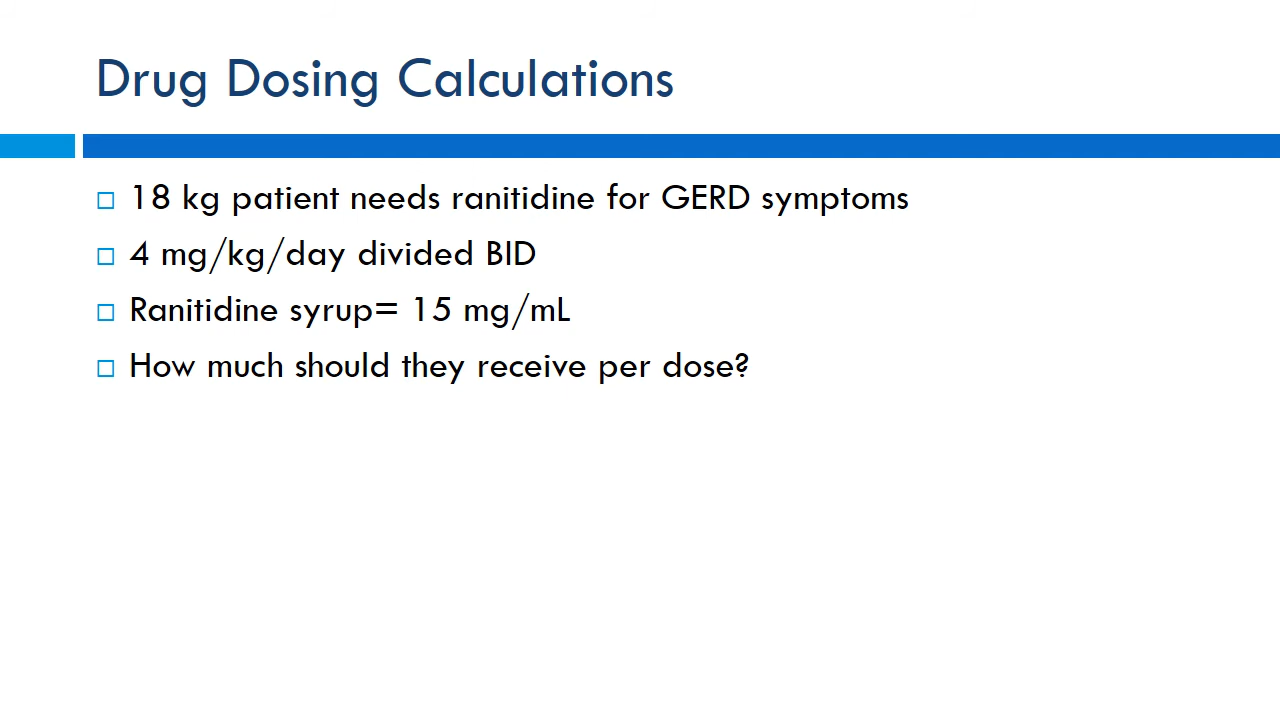 Drug Dosing Calculations
18 kg patient needs ranitidine for GERD symptoms
4 mg/kg/day divided BID
Ranitidine syrup= 15 mg/mL
How much should they receive per dose?